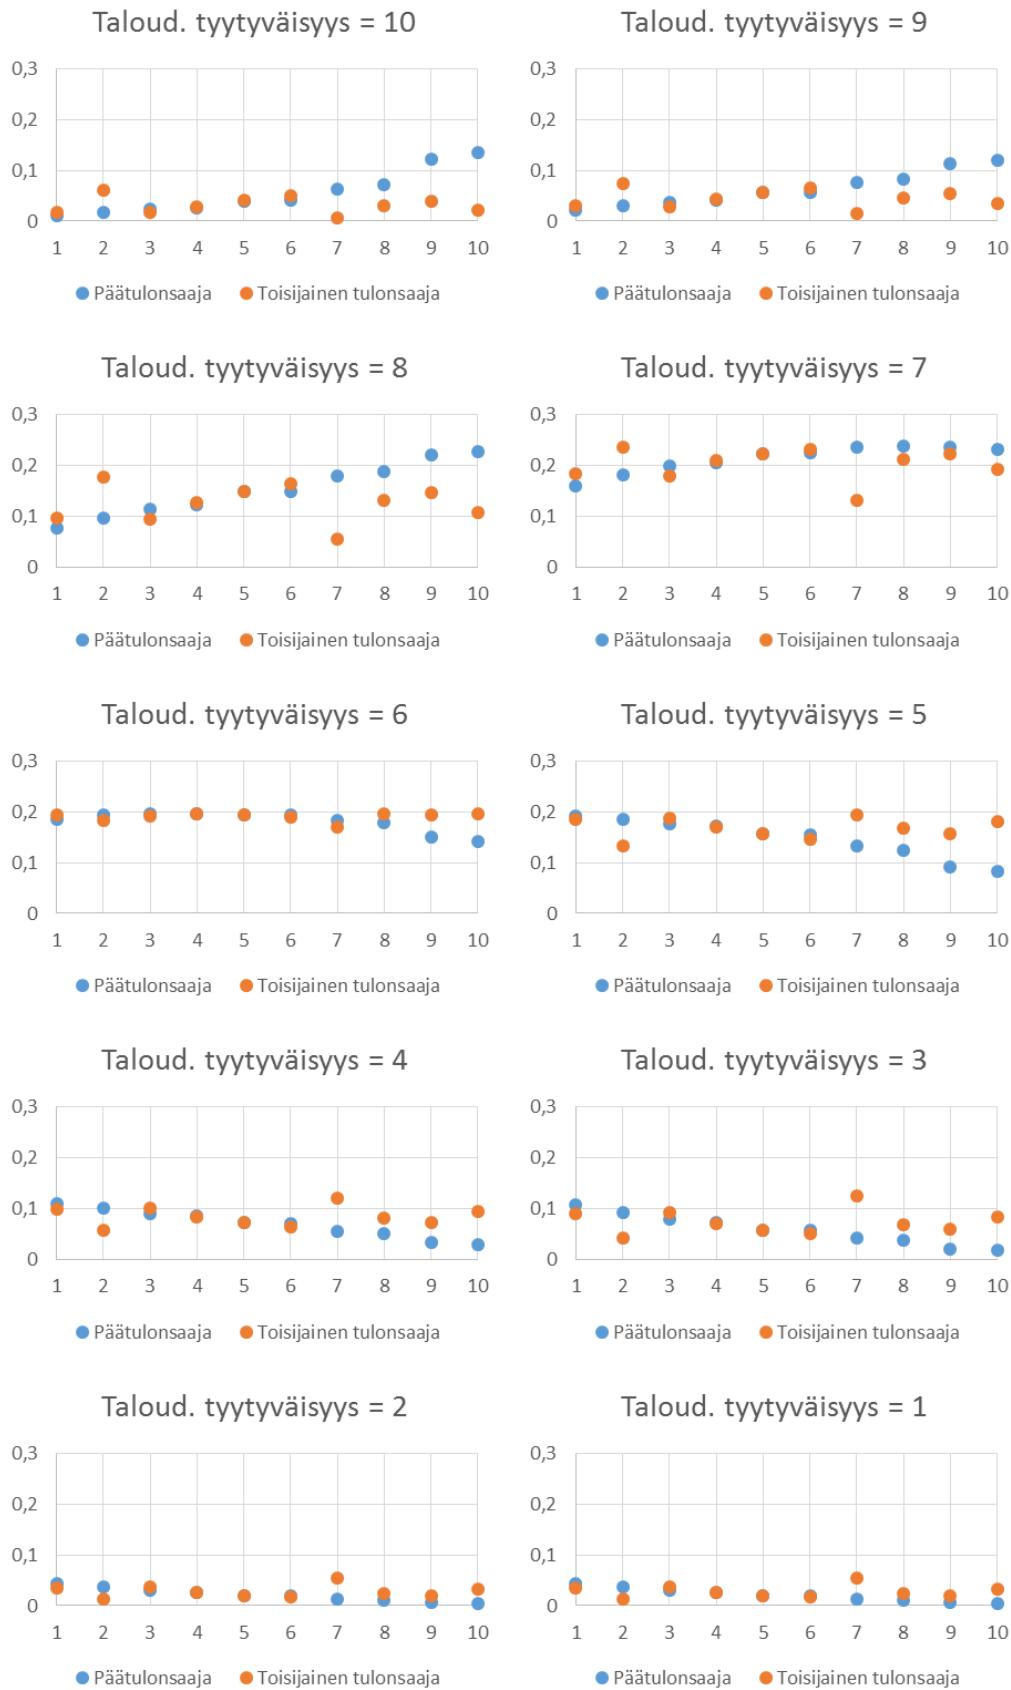 Taloud. tyytyväisyys = 10
0,3
0,2
0,1
0
1 2 3 4 5 6 7 8 9 10
Päätulonsaaja Toisijainen tulonsaaja
Taloud. tyytyväisyys = 9
0,3
0,2
0,1
0
1 2 3 4 5 6 7 8 9 10
Päätulonsaaja Toisijainen tulonsaaja
Taloud. tyytyväisyys = 8
0,3
0,2
0,1
0
1 2 3 4 5 6 7 8 9 10
Päätulonsaaja Toisijainen tulonsaaja
Taloud. tyytyväisyys = 7
0,3
0,2
0,1
0
1 2 3 4 5 6 7 8 9 10
Päätulonsaaja Toisijainen tulonsaaja
Taloud. tyytyväisyys = 6
0,3
0,2
0,1
0
1 2 3 4 5 6 7 8 9 10
Päätulonsaaja Toisijainen tulonsaaja
Taloud. tyytyväisyys = 5
0,3
0,2
0,1
0
1 2 3 4 5 6 7 8 9 10
Päätulonsaaja Toisijainen tulonsaaja
Taloud. tyytyväisyys = 4
0,3
0,2
0,1
0
1 2 3 4 5 6 7 8 9 10
Päätulonsaaja Toisijainen tulonsaaja
Taloud. tyytyväisyys = 3
0,3
0,2
0,1
0
1 2 3 4 5 6 7 8 9 10
Päätulonsaaja Toisijainen tulonsaaja
Taloud. tyytyväisyys = 2
0,3
0,2
0,1
0
1 2 3 4 5 6 7 8 9 10
Päätulonsaaja Toisijainen tulonsaaja
Taloud. tyytyväisyys = 1
0,3
0,2
0,1
0
1 2 3 4 5 6 7 8 9 10
Päätulonsaaja Toisijainen tulonsaaja